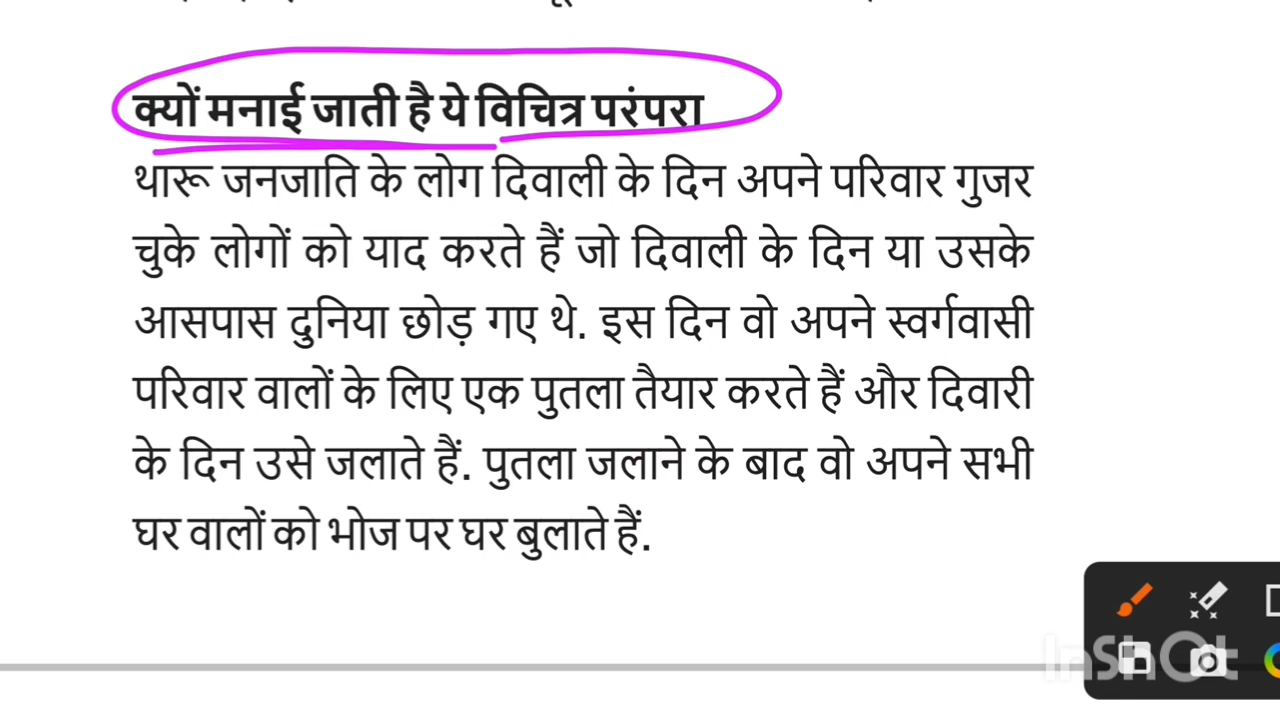 क्यों मनाई जाती है ये विचित्र परंपरा
थारू जनजाति के लोग दिवाली के दिन अपने परिवार गुजर
चुके लोगों को याद करते हैं जो दिवाली के दिन या उसके
आसपास दुनिया छोड़ गए थे. इस दिन वो अपने स्वर्गवासी
परिवार वालों के लिए एक पुतला तैयार करते हैं और दिवारी
के दिन उसे जलाते हैं. पुतला जलाने के बाद वो अपने सभी
घर वालों को भोज पर घर बुलाते हैं.
InShOt